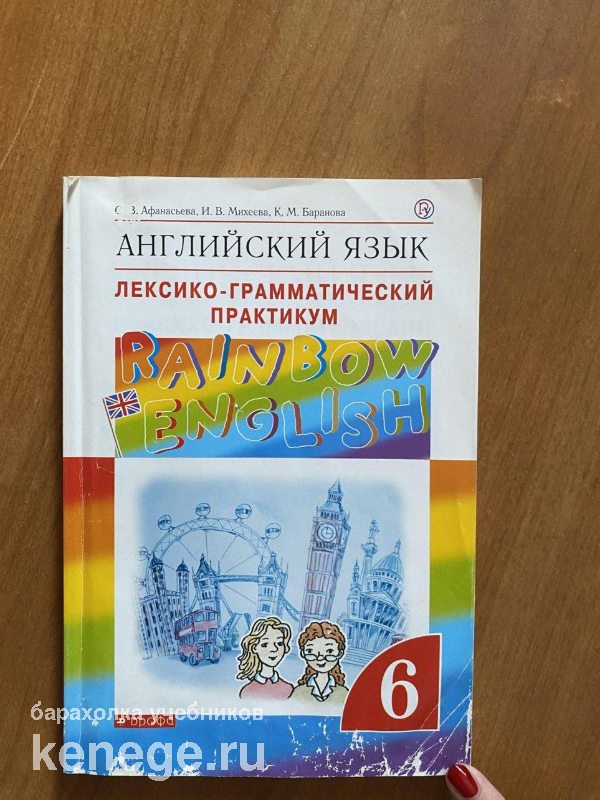 О. В. Афанасьева, И. В. Михеева, К. М. Баранова
АНГЛИЙСКИЙ ЯЗЫК
ЛЕКСИКО-ГРАММАТИЧЕСКИЙ
ПРАКТИКУМ
RAINBOW
ENGLISH
6
барахолка учебников
дрофа
kenege.ru